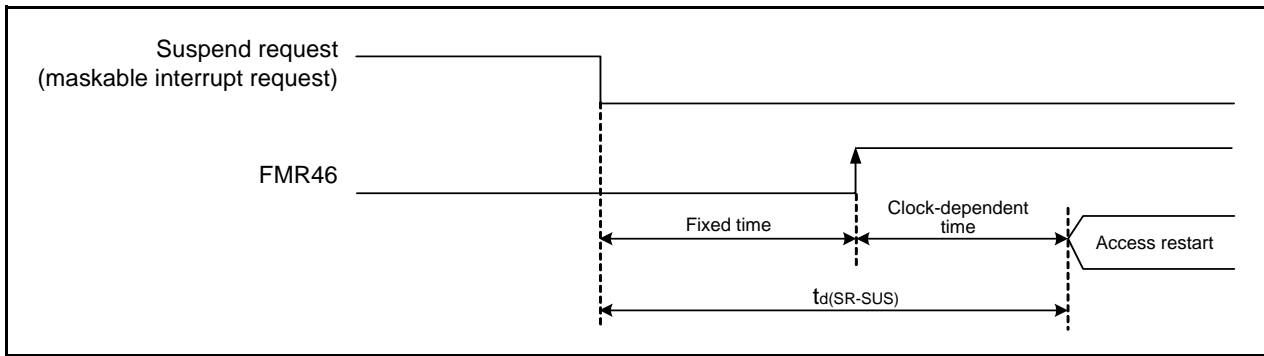 Suspend request
(maskable interrupt request)
FMR46
Fixed time
Clock-dependent
time
Access restart
td(SR-SUS)